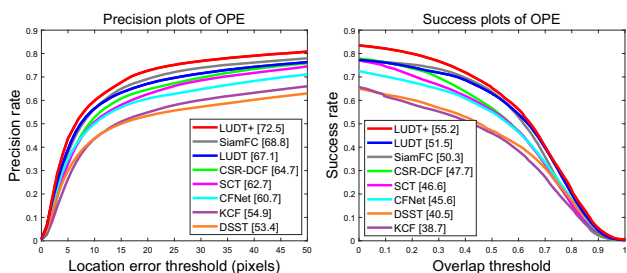 Precision plots of OPE
Precision rate
0.9
0.8
0.7
0.6
0.5
0.4
0.3
0.2
0.1
0
LUDT+ [72.5]
SiamFC [68.8]
LUDT [67.1]
CSR-DCF [64.7]
SCT [62.7]
CFNet [60.7]
KCF [54.9]
DSST [53.4]
0 5 10 15 20 25 30 35 40 45 50
Location error threshold (pixels)
Success plots of OPE
Success rate
0.9
0.8
0.7
0.6
0.5
0.4
0.3
0.2
0.1
0
LUDT+ [55.2]
LUDT [51.5]
SiamFC [50.3]
CSR-DCF [47.7]
SCT [46.6]
CFNet [45.6]
DSST [40.5]
KCF [38.7]
0 0.1 0.2 0.3 0.4 0.5 0.6 0.7 0.8 0.9 1
Overlap threshold